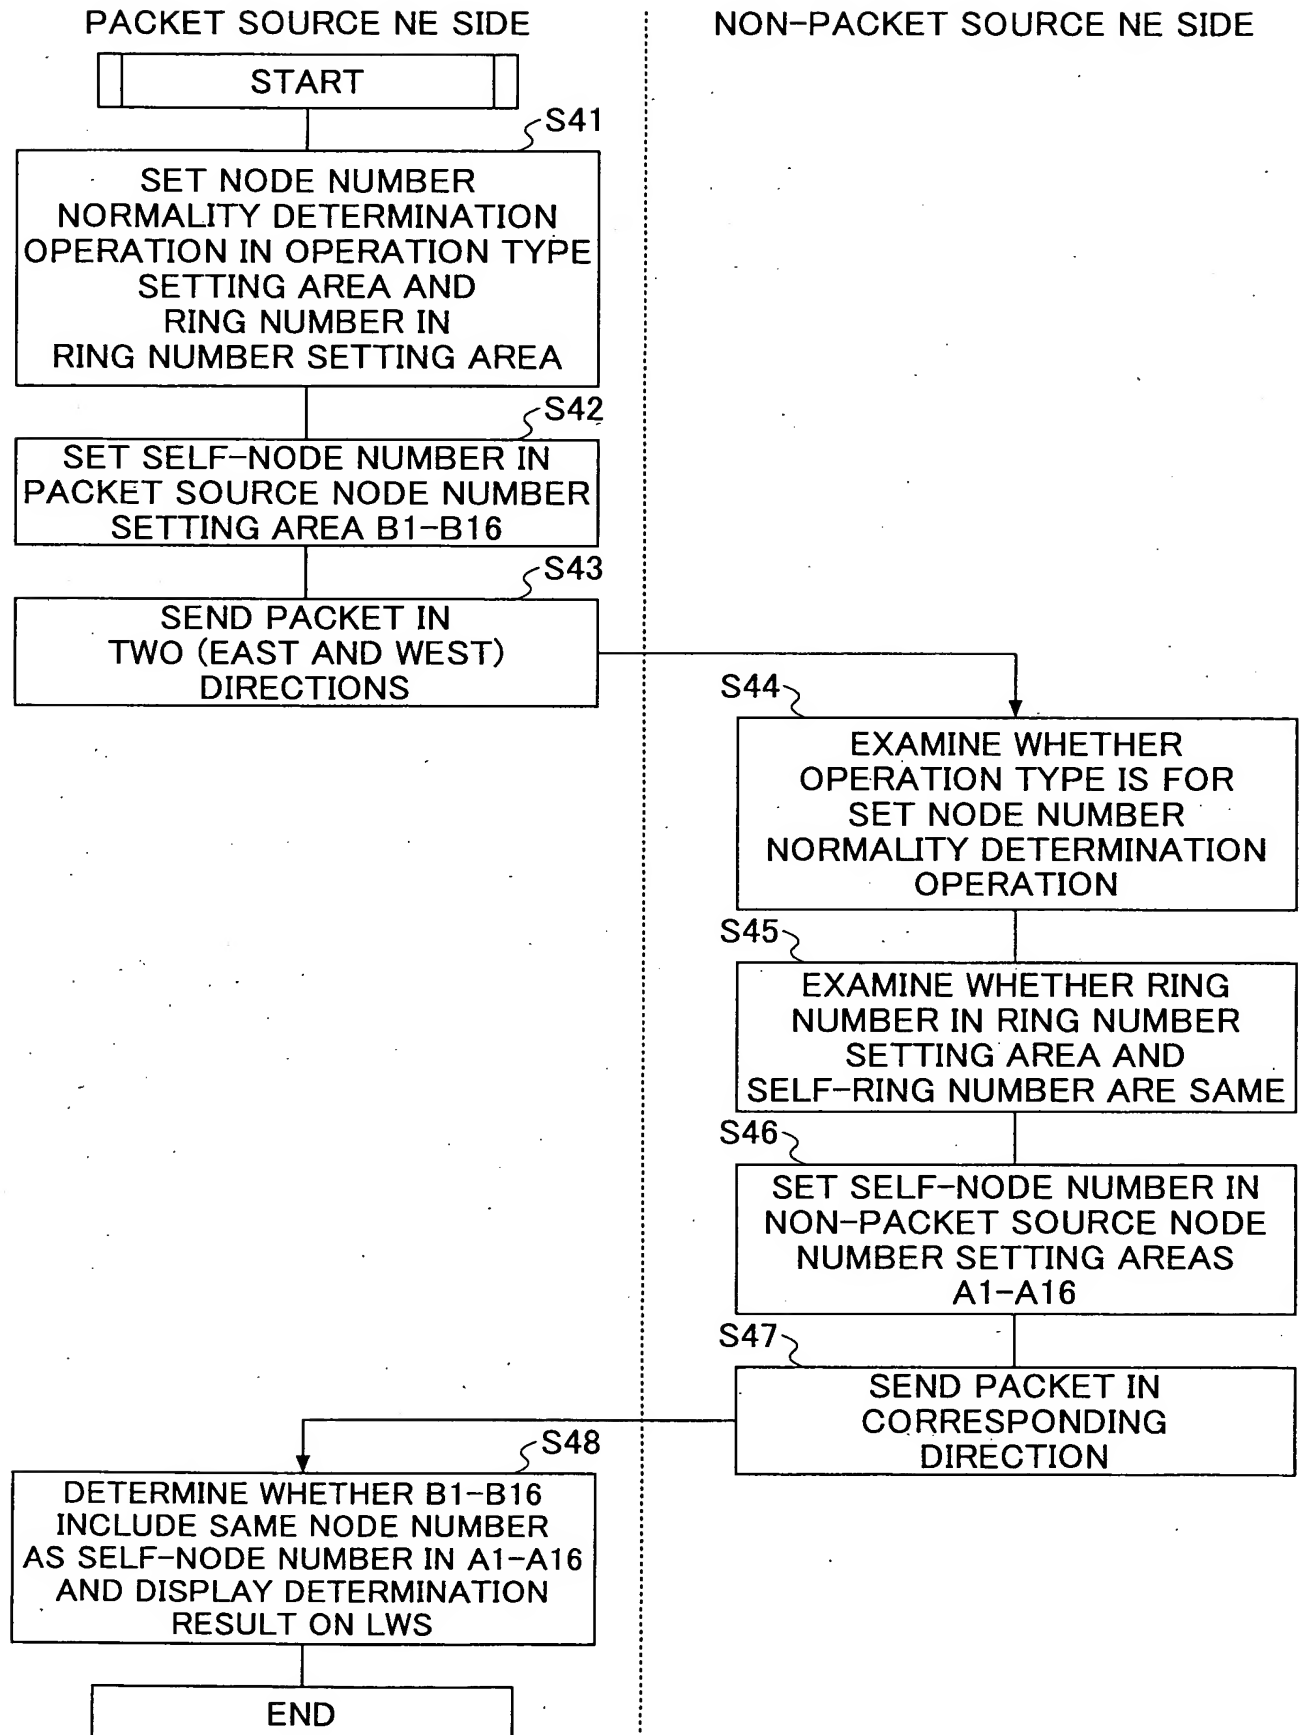 PACKET SOURCE NE SIDE
NON-PACKET SOURCE NE SIDE
START
S41
SET NODE NUMBER
NORMALITY DETERMINATION
OPERATION IN OPERATION TYPE
SETTING AREA AND
RING NUMBER IN
RING NUMBER SETTING AREA
S42
SET SELF-NODE NUMBER IN
PACKET SOURCE NODE NUMBER
SETTING AREA B1-B16
S43
SEND PACKET IN
TWO (EAST AND WEST)
DIRECTIONS
S44
EXAMINE WHETHER
OPERATION TYPE IS FOR
SET NODE NUMBER
NORMALITY DETERMINATION
OPERATION
S45
EXAMINE WHETHER RING
NUMBER IN RING NUMBER
SETTING AREA AND
SELF-RING NUMBER ARE SAME
S46
SET SELF-NODE NUMBER IN
NON-PACKET SOURCE NODE
NUMBER SETTING AREAS
A1-A16
S47
SEND PACKET IN
CORRESPONDING
DIRECTION
S48
DETERMINE WHETHER B1-B16
INCLUDE SAME NODE NUMBER
AS SELF-NODE NUMBER IN A1-A16
AND DISPLAY DETERMINATION
RESULT ON LWS
END